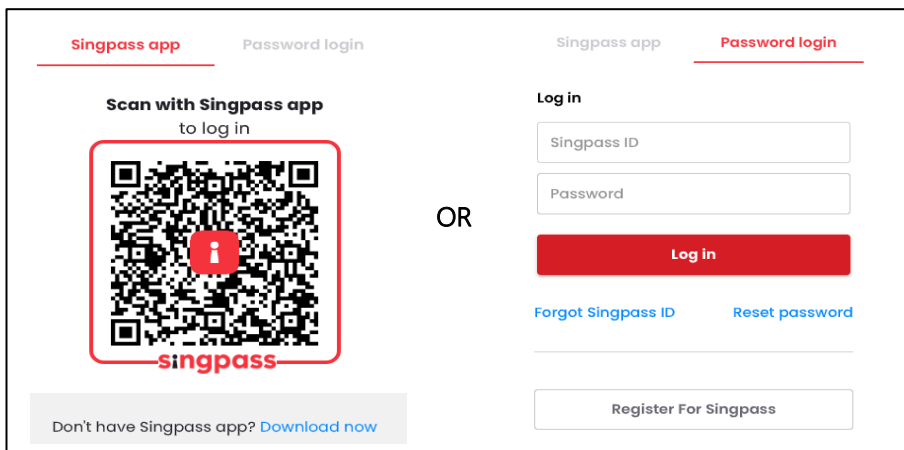 Singpass app Password login
Scan with Singpass app
to log in
singpass
Don't have Singpass app? Download now
OR
Singpass app Password login
Log in
Singpass ID
Password
Log in
Forgot Singpass ID Reset password
Register For Singpass